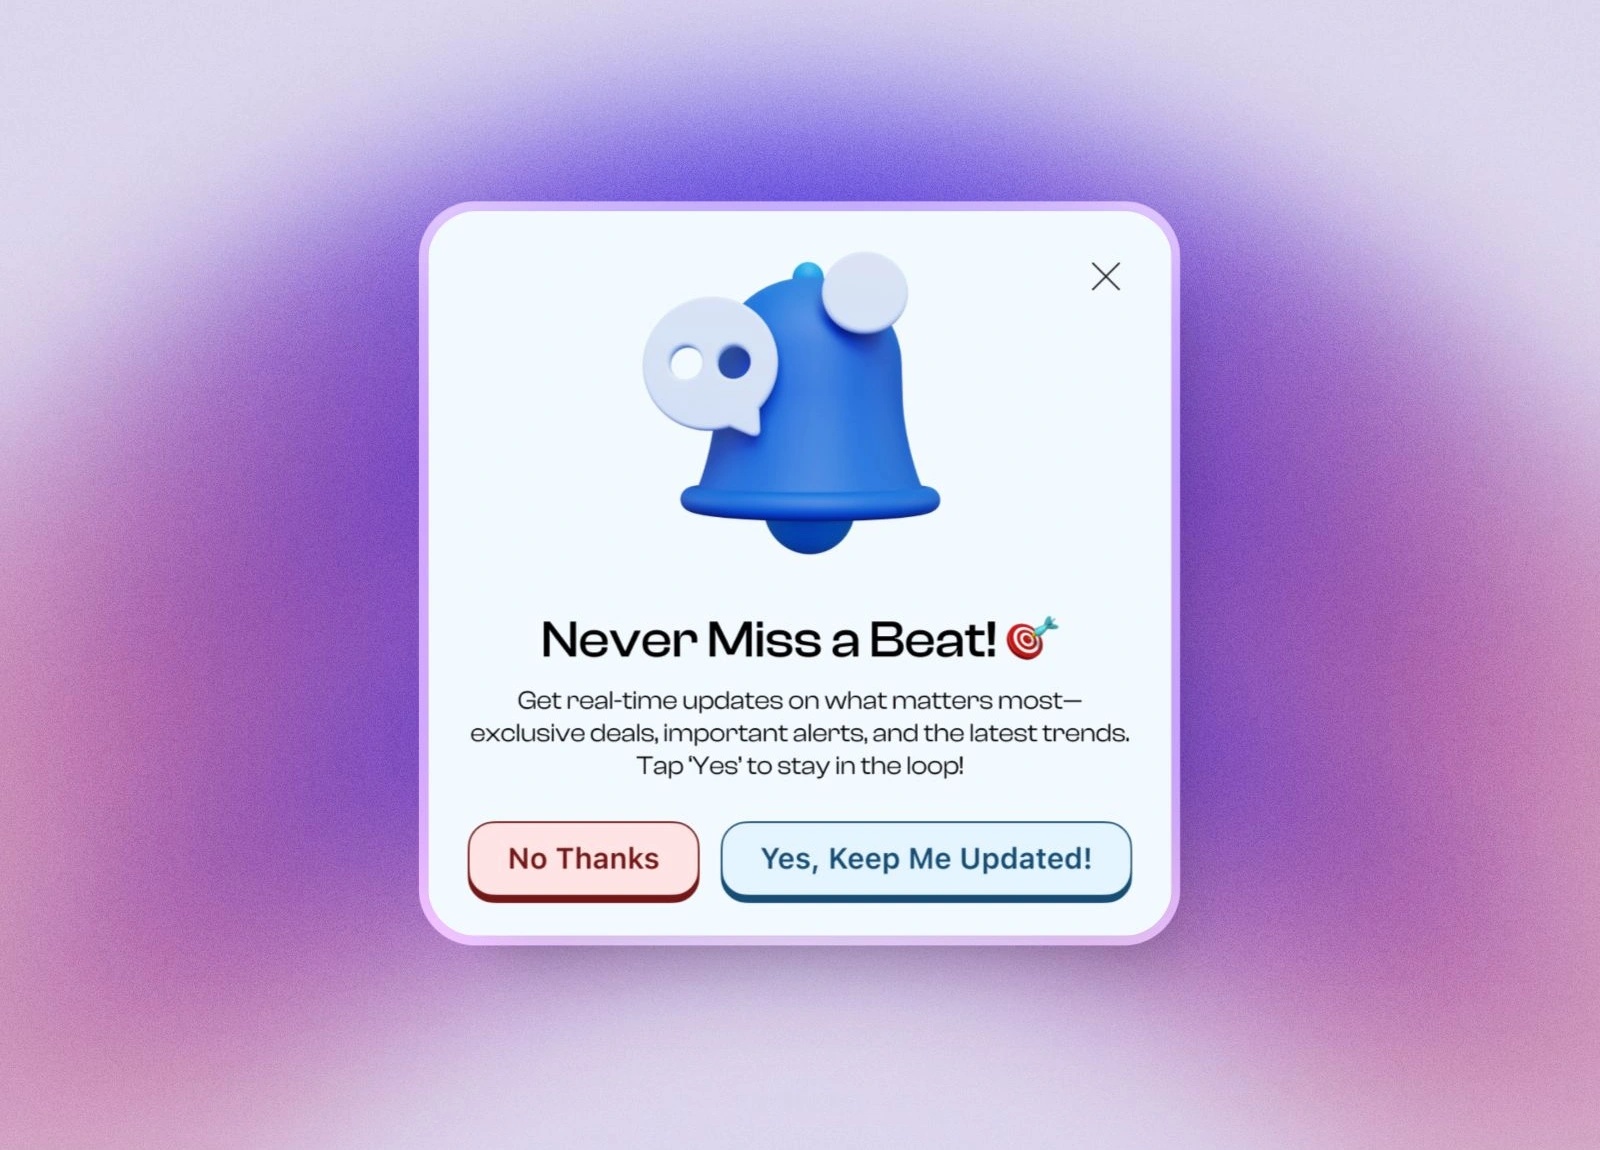 Never Miss a Beat! 🎯
Get real-time updates on what matters most—
exclusive deals, important alerts, and the latest trends.
Tap ‘Yes’ to stay in the loop!
No Thanks
Yes, Keep Me Updated!